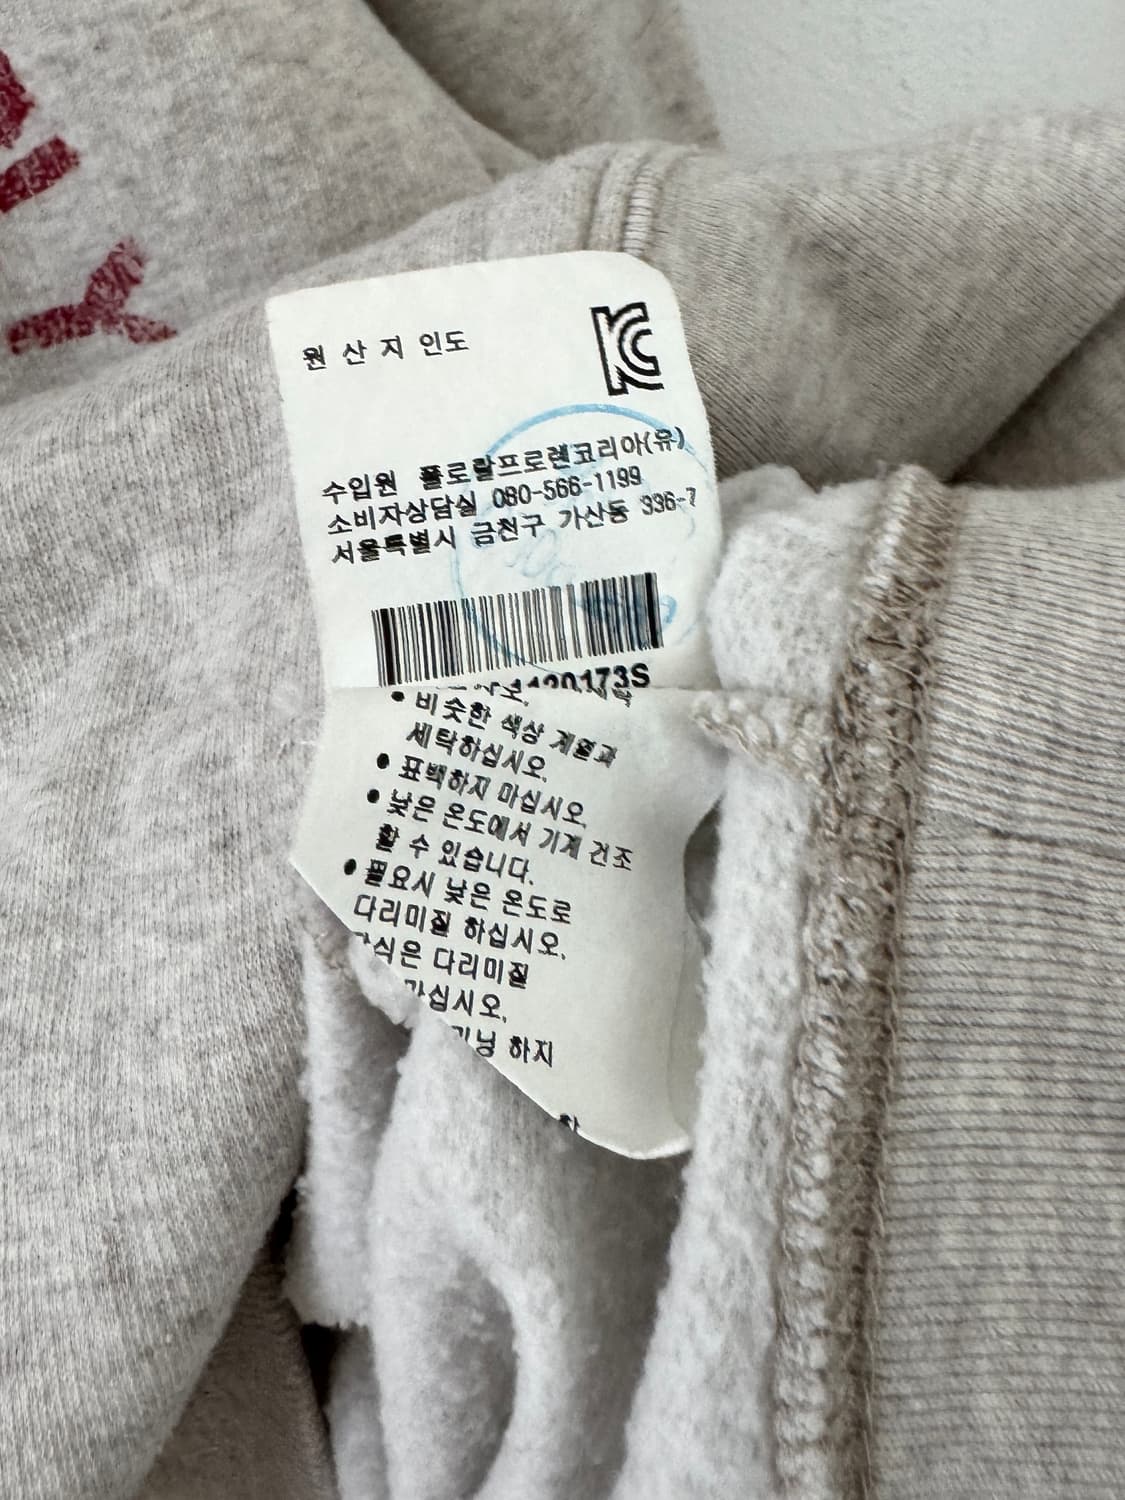 원 산 지 인도
수입원 폴로랄프로렌코리아(유)
소비자상담실 080-566-1199
서울특별시 금천구 가산동 336-7
1120173S
• 비슷한 색상 계열과
세탁하십시오.
• 표백하지 마십시오.
• 낮은 온도에서 기계 건조
할 수 있습니다.
• 필요시 낮은 온도로
다리미질 하십시오.
장식은 다리미질
마십시오.
하지